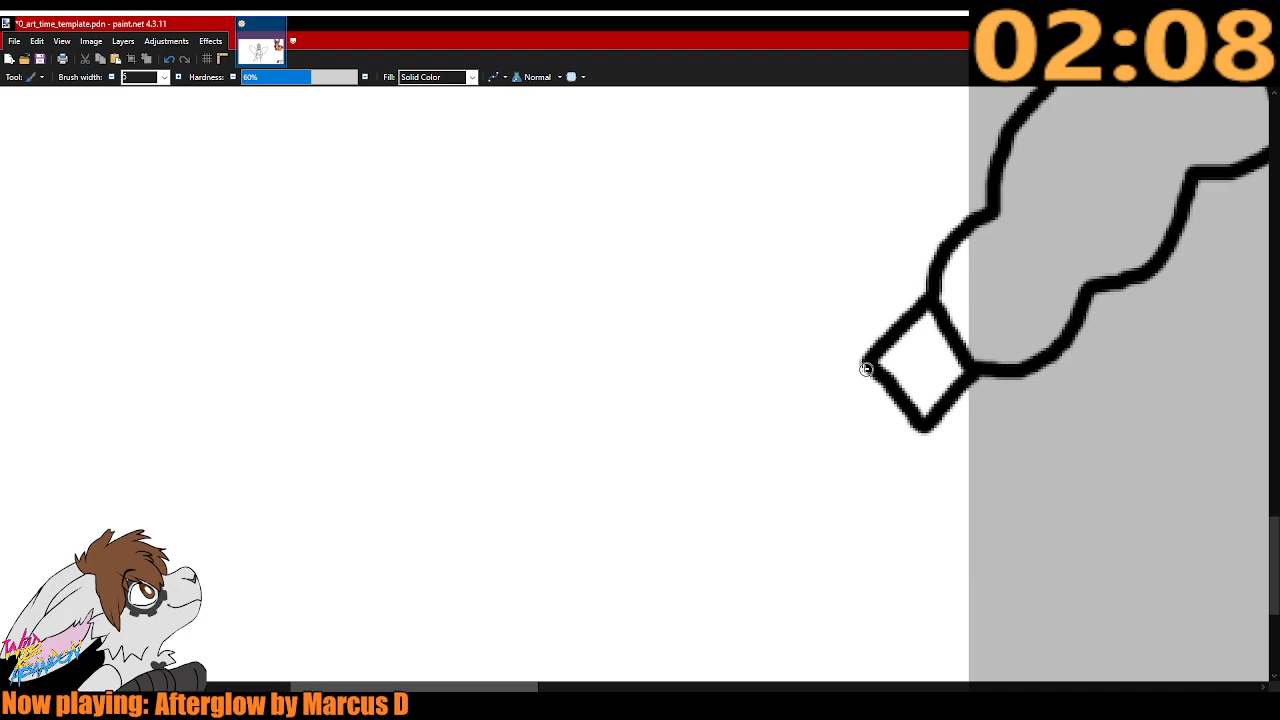 *0_art_time_template.pdn - paint.net 4.3.11
02:08
File Edit View Image Layers Adjustments Effects
Tool: Brush width: 5 Hardness: 60% Fill: Solid Color Normal
Now playing: Afterglow by Marcus D